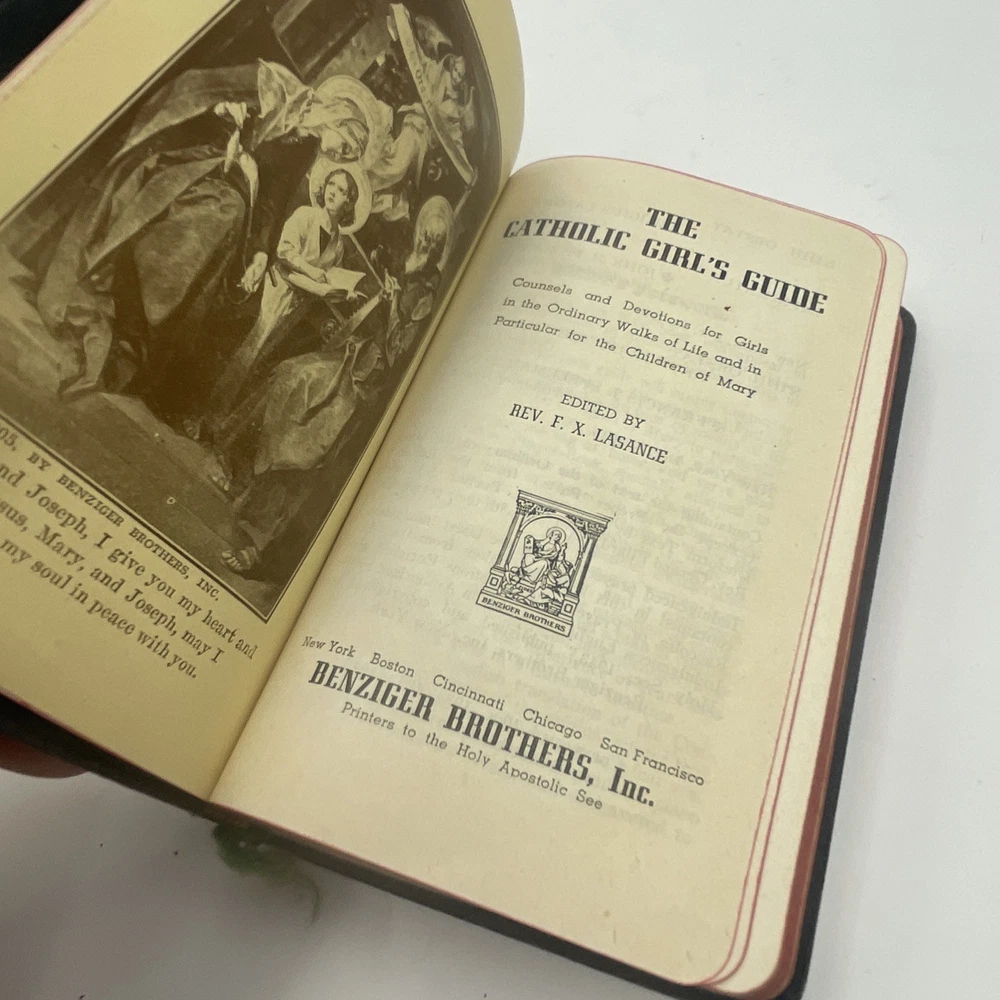 05, BY BENZIGER BROTHERS, INC.
nd Joseph, I give you my heart and
sus, Mary, and Joseph, may I
my soul in peace with you.
THE
CATHOLIC GIRL'S GUIDE
Counsels and Devotions for Girls
in the Ordinary Walks of Life and in
Particular for the Children of Mary
EDITED BY
REV. F. X. LASANCE
BENZIGER BROTHERS
New York Boston Cincinnati Chicago San Francisco
BENZIGER BROTHERS, Inc.
Printers to the Holy Apostolic See